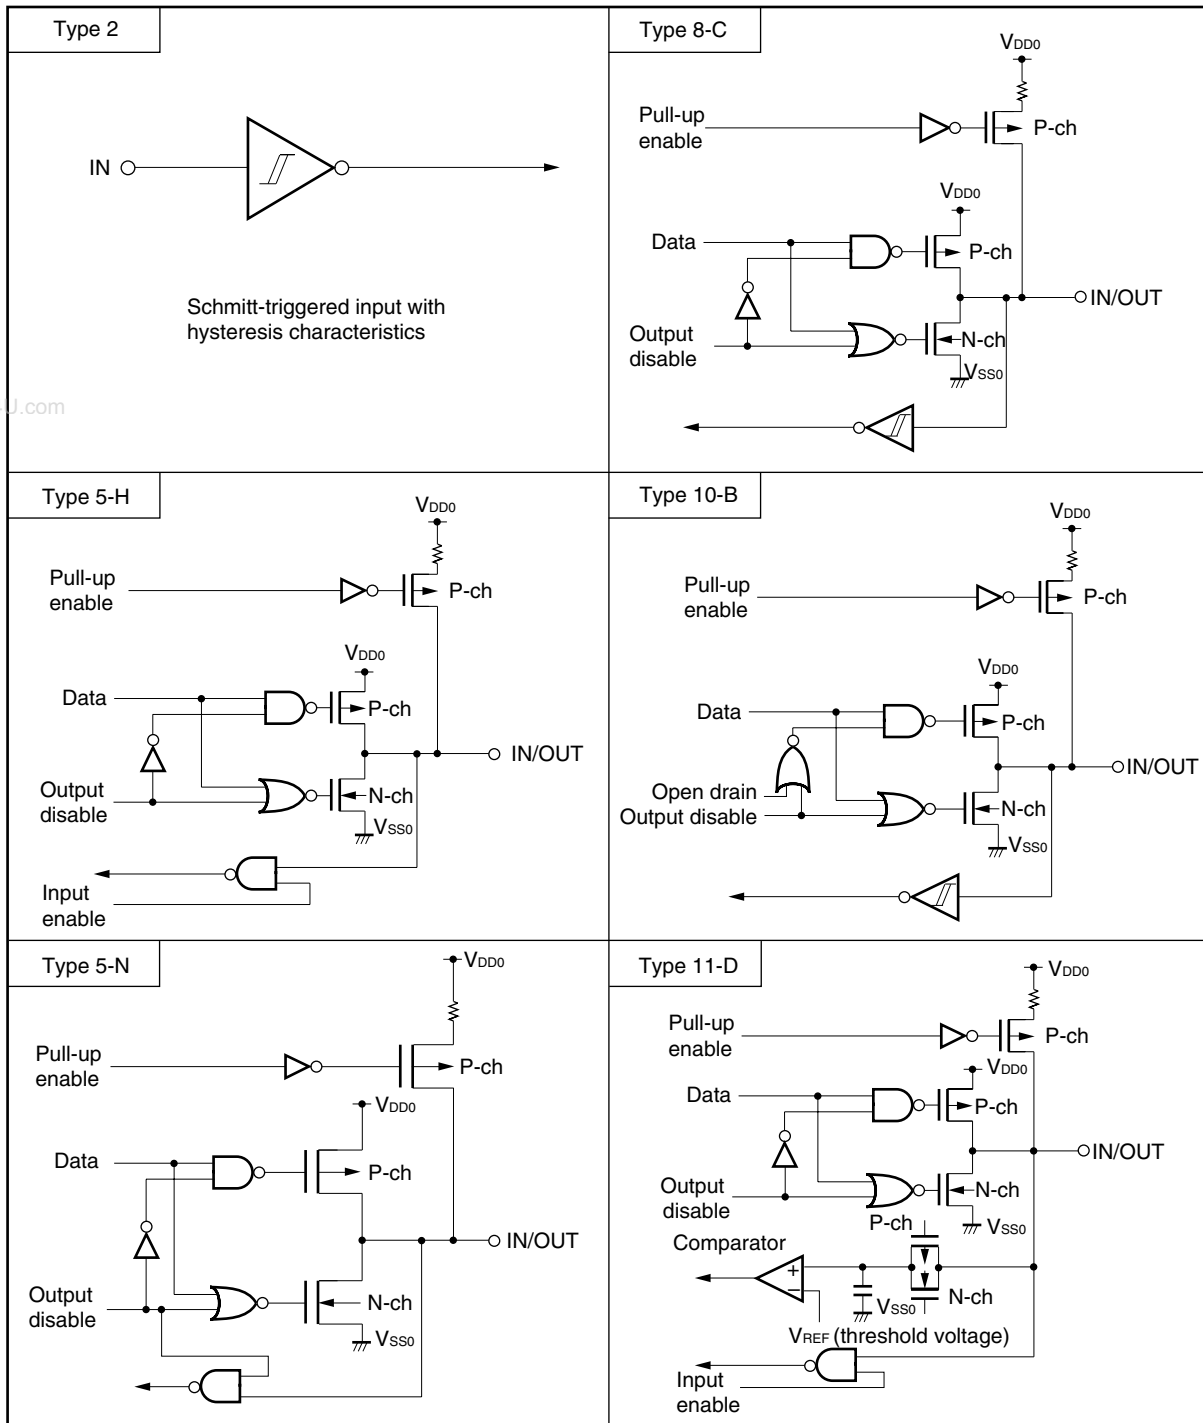 Type 2
IN
Schmitt-triggered input with
hysteresis characteristics
U.com
Type 8-C
VDD0
Pull-up
enable
P-ch
VDD0
Data
P-ch
IN/OUT
Output
disable
N-ch
VSS0
Type 5-H
VDD0
Pull-up
enable
P-ch
VDD0
Data
P-ch
IN/OUT
Output
disable
N-ch
VSS0
Input
enable
Type 10-B
VDD0
Pull-up
enable
P-ch
VDD0
Data
P-ch
IN/OUT
Open drain
Output disable
N-ch
VSS0
Type 5-N
VDD0
Pull-up
enable
P-ch
VDD0
Data
P-ch
IN/OUT
Output
disable
N-ch
VSS0
Type 11-D
VDD0
Pull-up
enable
P-ch
VDD0
Data
P-ch
IN/OUT
Output
disable
N-ch
P-ch
VSS0
Comparator
+
−
N-ch
VSS0
VREF (threshold voltage)
Input
enable